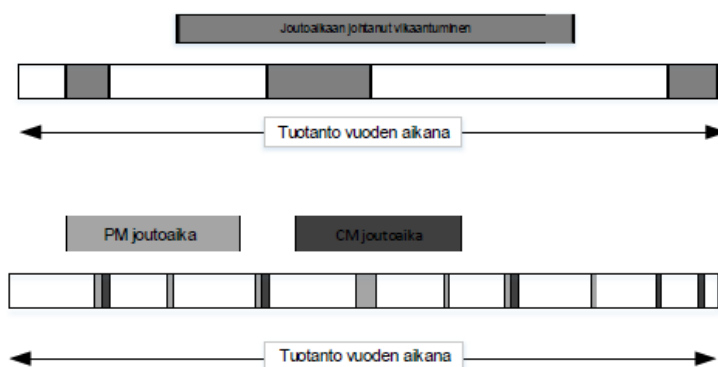 Joutoaikaan johtanut vikaantuminen
Tuotanto vuoden aikana
PM joutoaika
CM joutoaika
Tuotanto vuoden aikana